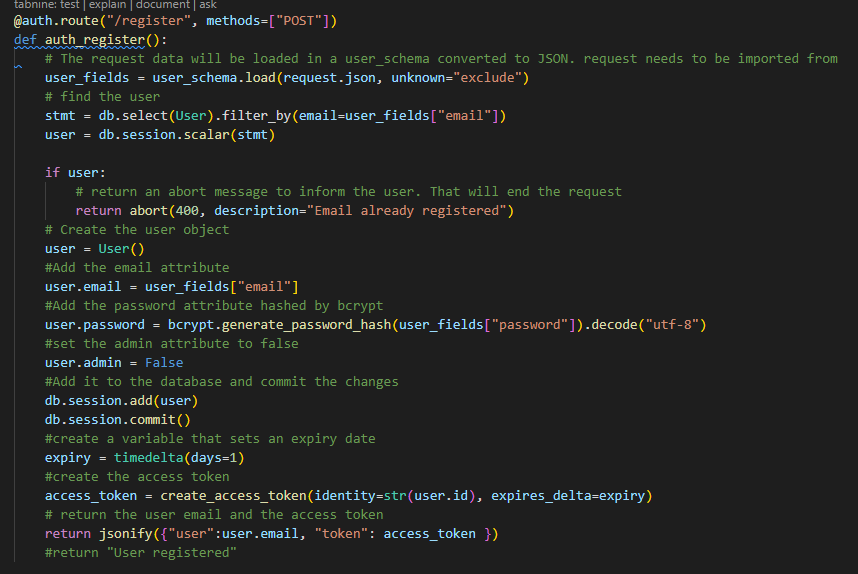 tabnine: test | explain | document | ask
@auth.route("/register", methods=["POST"])
def auth_register():
    # The request data will be loaded in a user_schema converted to JSON. request needs to be imported from
    user_fields = user_schema.load(request.json, unknown="exclude")
    # find the user
    stmt = db.select(User).filter_by(email=user_fields["email"])
    user = db.session.scalar(stmt)

    if user:
        # return an abort message to inform the user. That will end the request
        return abort(400, description="Email already registered")
    # Create the user object
    user = User()
    #Add the email attribute
    user.email = user_fields["email"]
    #Add the password attribute hashed by bcrypt
    user.password = bcrypt.generate_password_hash(user_fields["password"]).decode("utf-8")
    #set the admin attribute to false
    user.admin = False
    #Add it to the database and commit the changes
    db.session.add(user)
    db.session.commit()
    #create a variable that sets an expiry date
    expiry = timedelta(days=1)
    #create the access token
    access_token = create_access_token(identity=str(user.id), expires_delta=expiry)
    # return the user email and the access token
    return jsonify({"user":user.email, "token": access_token })
    #return "User registered"